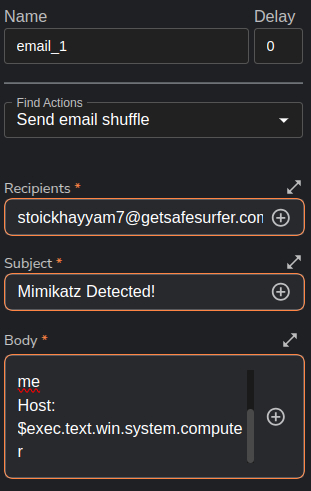 Name
Delay
email_1
0
Find Actions
Send email shuffle
Recipients *
stoickhayyam7@getsafesurfer.com
Subject *
Mimikatz Detected!
Body *
me
Host:
$exec.text.win.system.compute
r